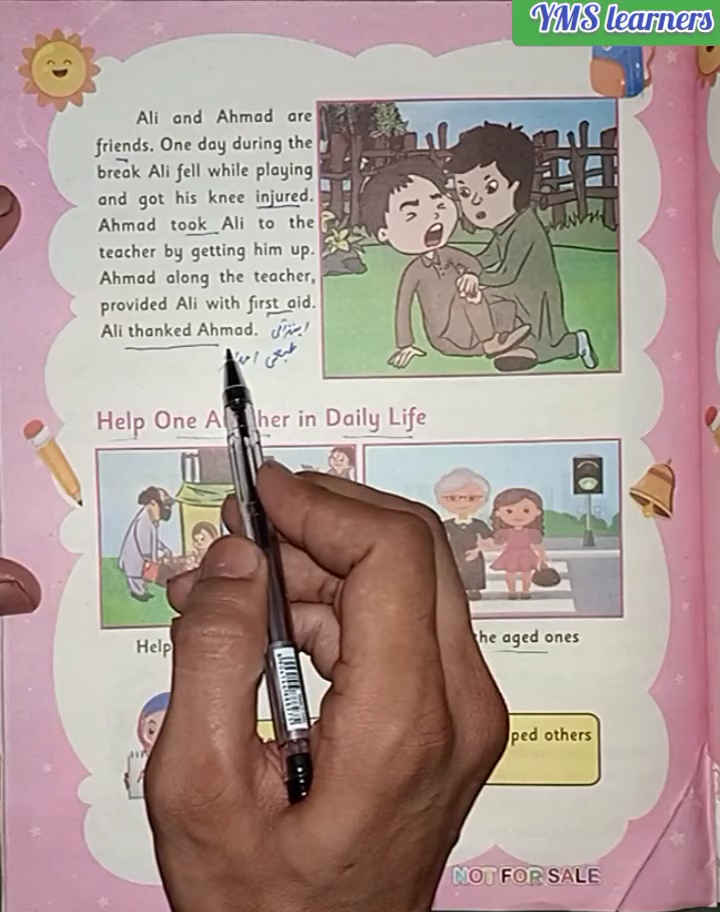 YMS learners
Ali and Ahmad are
friends. One day during the
break Ali fell while playing
and got his knee injured.
Ahmad took Ali to the
teacher by getting him up.
Ahmad along the teacher,
provided Ali with first aid.
Ali thanked Ahmad. ابتدائی
طبعی
Help One A her in Daily Life
Help
he aged ones
ped others
NOT FOR SALE